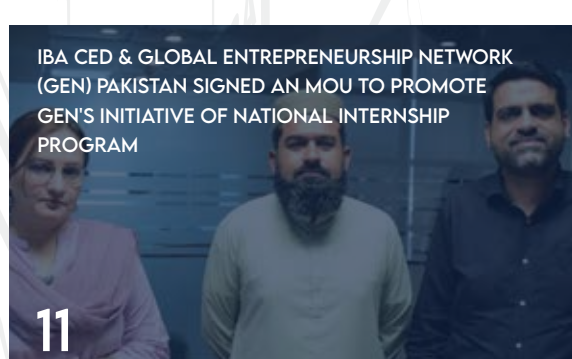 IBA CED & GLOBAL ENTREPRENEURSHIP NETWORK
(GEN) PAKISTAN SIGNED AN MOU TO PROMOTE
GEN'S INITIATIVE OF NATIONAL INTERNSHIP
PROGRAM
11